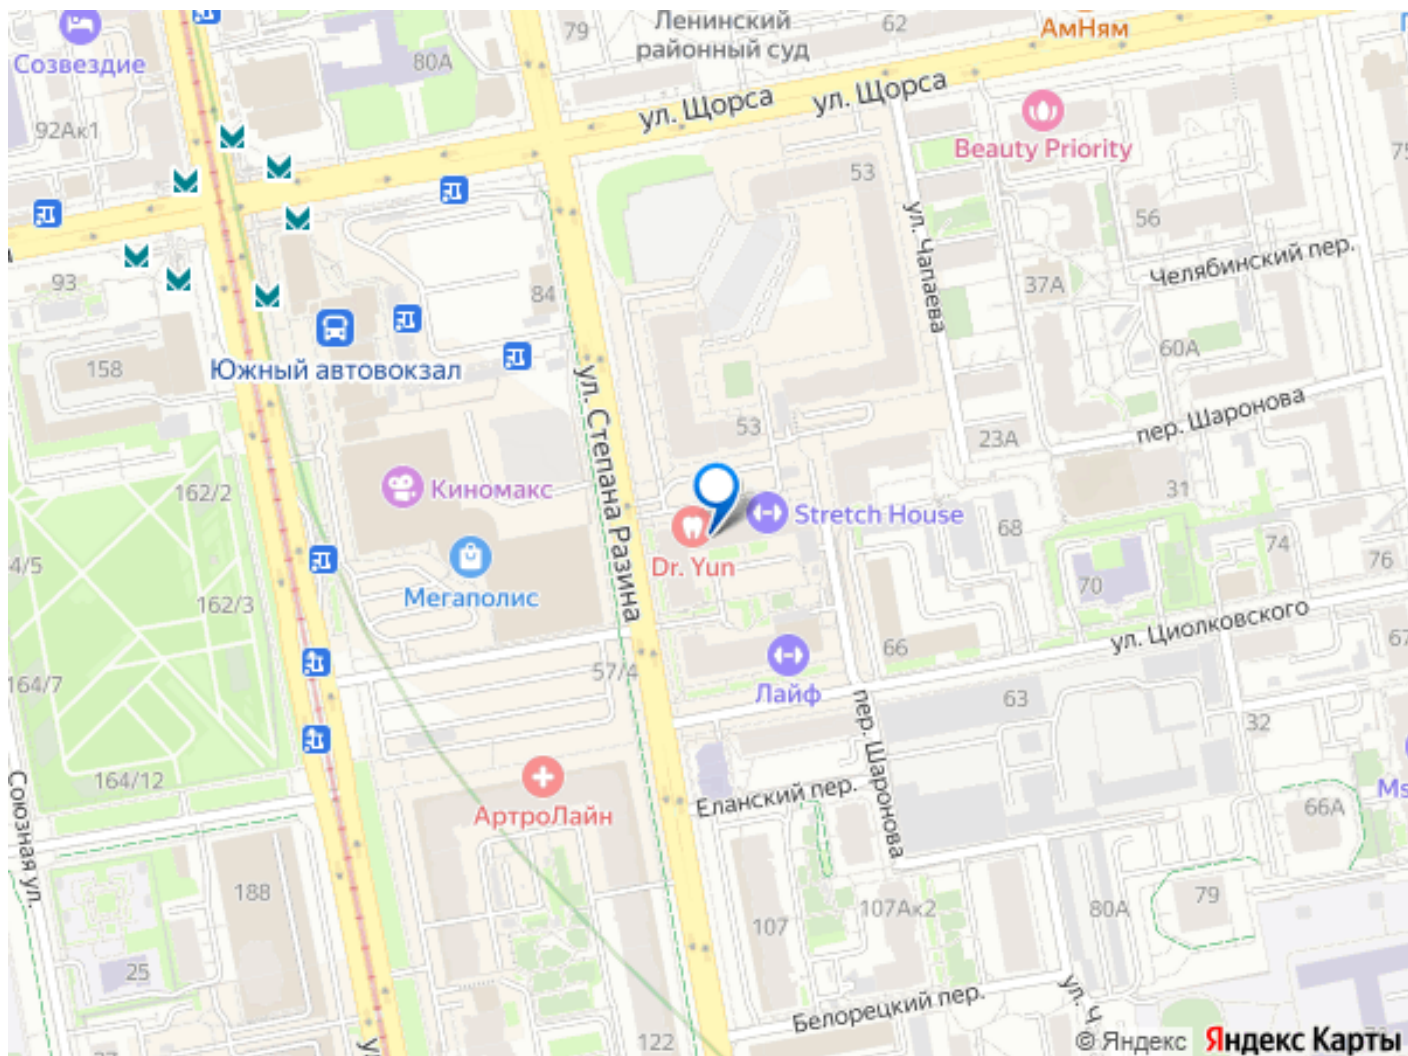 Созвездие
79
Ленинский
районный суд
62
АмНям
80А
92Ак1
ул. Щорса
ул. Щорса
Beauty Priority
53
56
ул. Чапаева
Челябинский пер.
93
84
37А
158
Южный автовокзал
60А
ул. Степана Разина
53
23А
пер. Шаронова
162/2
Киномакс
31
Stretch House
68
74
76
4/5
Dr. Yun
70
162/3
Мегаполис
ул. Циолковского
66
57/4
164/7
Лайф
63
32
пер. Шаронова
164/12
Союзная ул.
Еланский пер.
АртроЛайн
66А
188
79
107
107Ак2
80А
25
Белорецкий пер.
ул. Ч
122
© Яндекс
Яндекс Карты